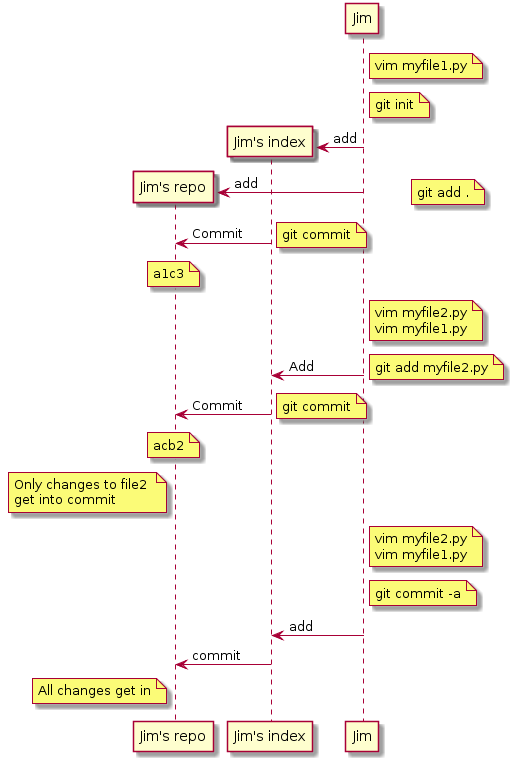 Jim
vim myfile1.py
git init
Jim's index
add
Jim's repo
add
git add .
Commit
git commit
a1c3
vim myfile2.py
vim myfile1.py
Add
git add myfile2.py
Commit
git commit
acb2
Only changes to file2
get into commit
vim myfile2.py
vim myfile1.py
git commit -a
add
commit
All changes get in
Jim's repo
Jim's index
Jim